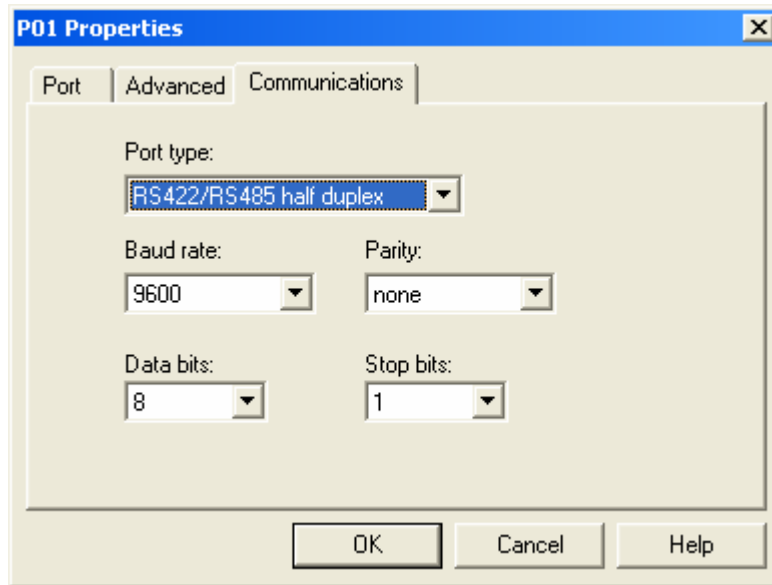 P01 Properties
Port Advanced Communications
Port type:
RS422/RS485 half duplex
Baud rate: Parity:
9600 none
Data bits: Stop bits:
8 1
OK Cancel Help